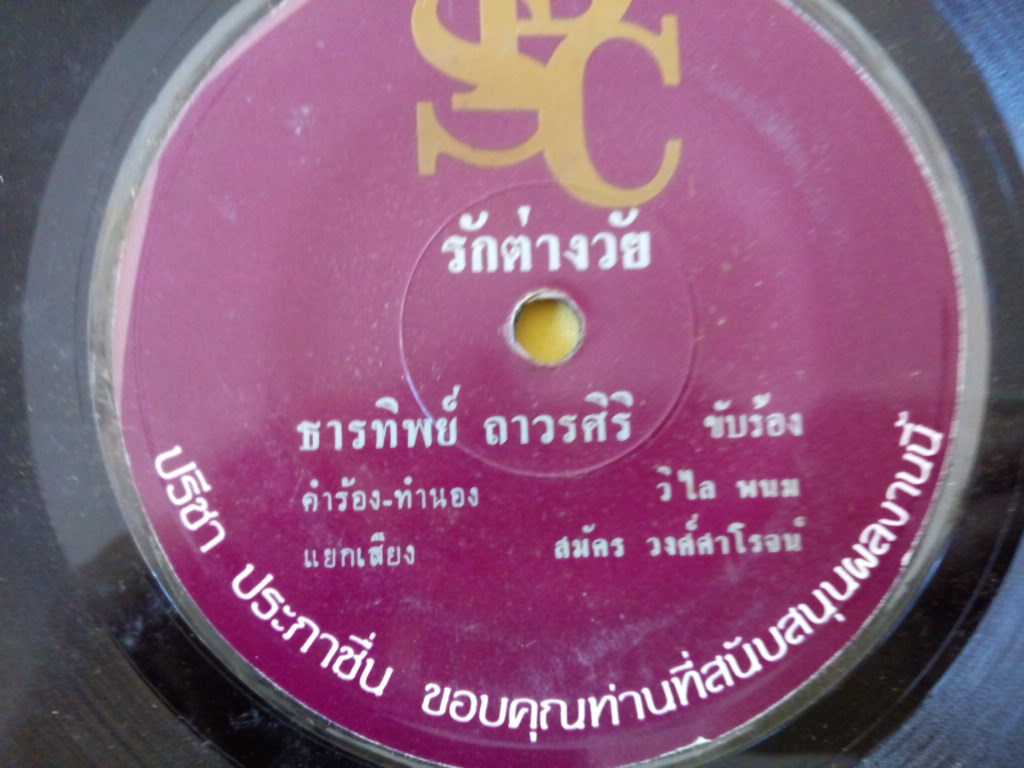 รักต่างวัย
ธารทิพย์ ถาวรศิริ ขับร้อง
คำร้อง-ทำนอง วิไล พนม
แยกเสียง สมัคร วงศ์ศาโรจน์
ปรีชา ประกาชื่น ขอบคุณท่านที่สนับสนุนผลงานนี้